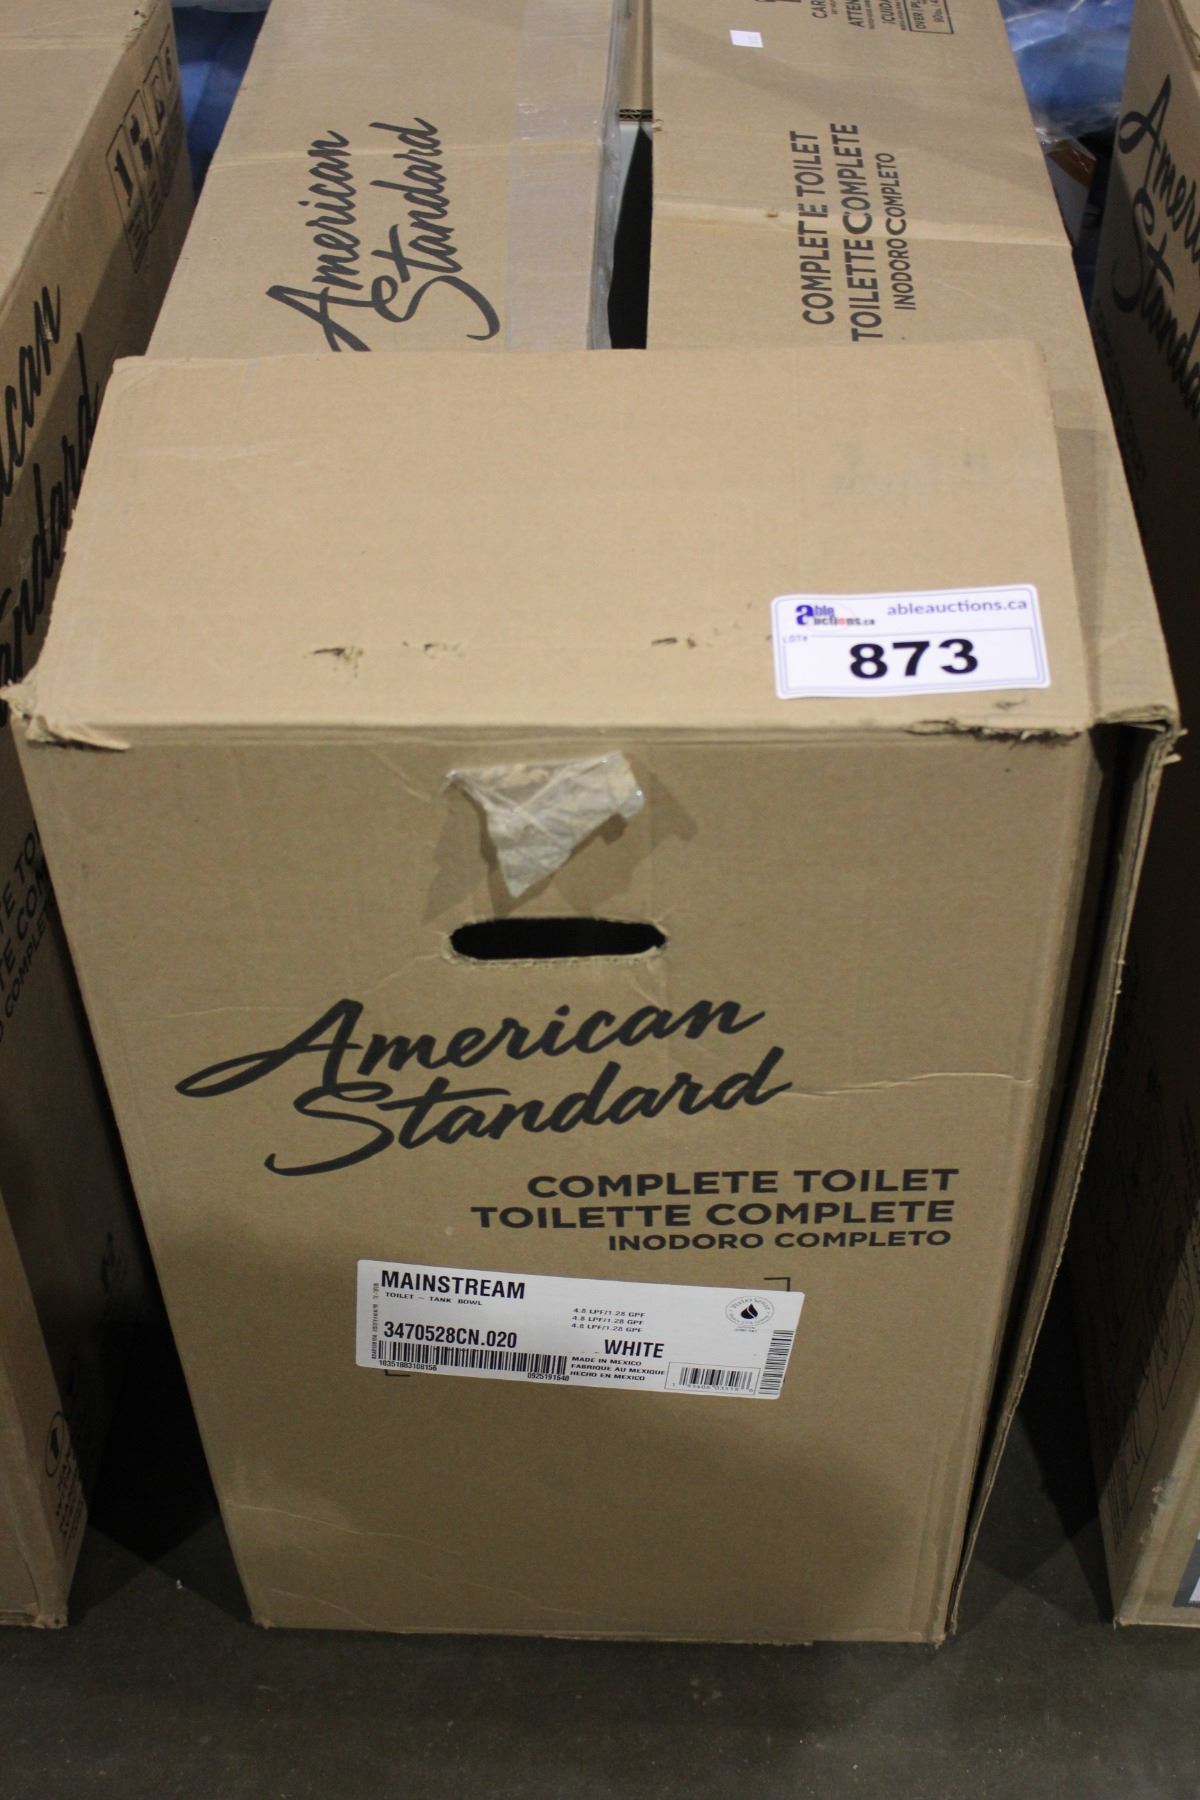 American
Standard
COMPLETE TOILET
TOILETTE COMPLETE
INODORO COMPLETO
able
auctions.ca
ableauctions.ca
LOT#
873
American
Standard
COMPLETE TOILET
TOILETTE COMPLETE
INODORO COMPLETO
MAINSTREAM
TOILET - TANK BOWL
4.8 LPF/1.28 GPF
4.8 LPF/1.28 GPF
4.8 LPF/1.28 GPF
3470528CN.020
WHITE
MADE IN MEXICO
FABRIQUE AU MEXIQUE
HECHO EN MEXICO
10351883108156
0925191640